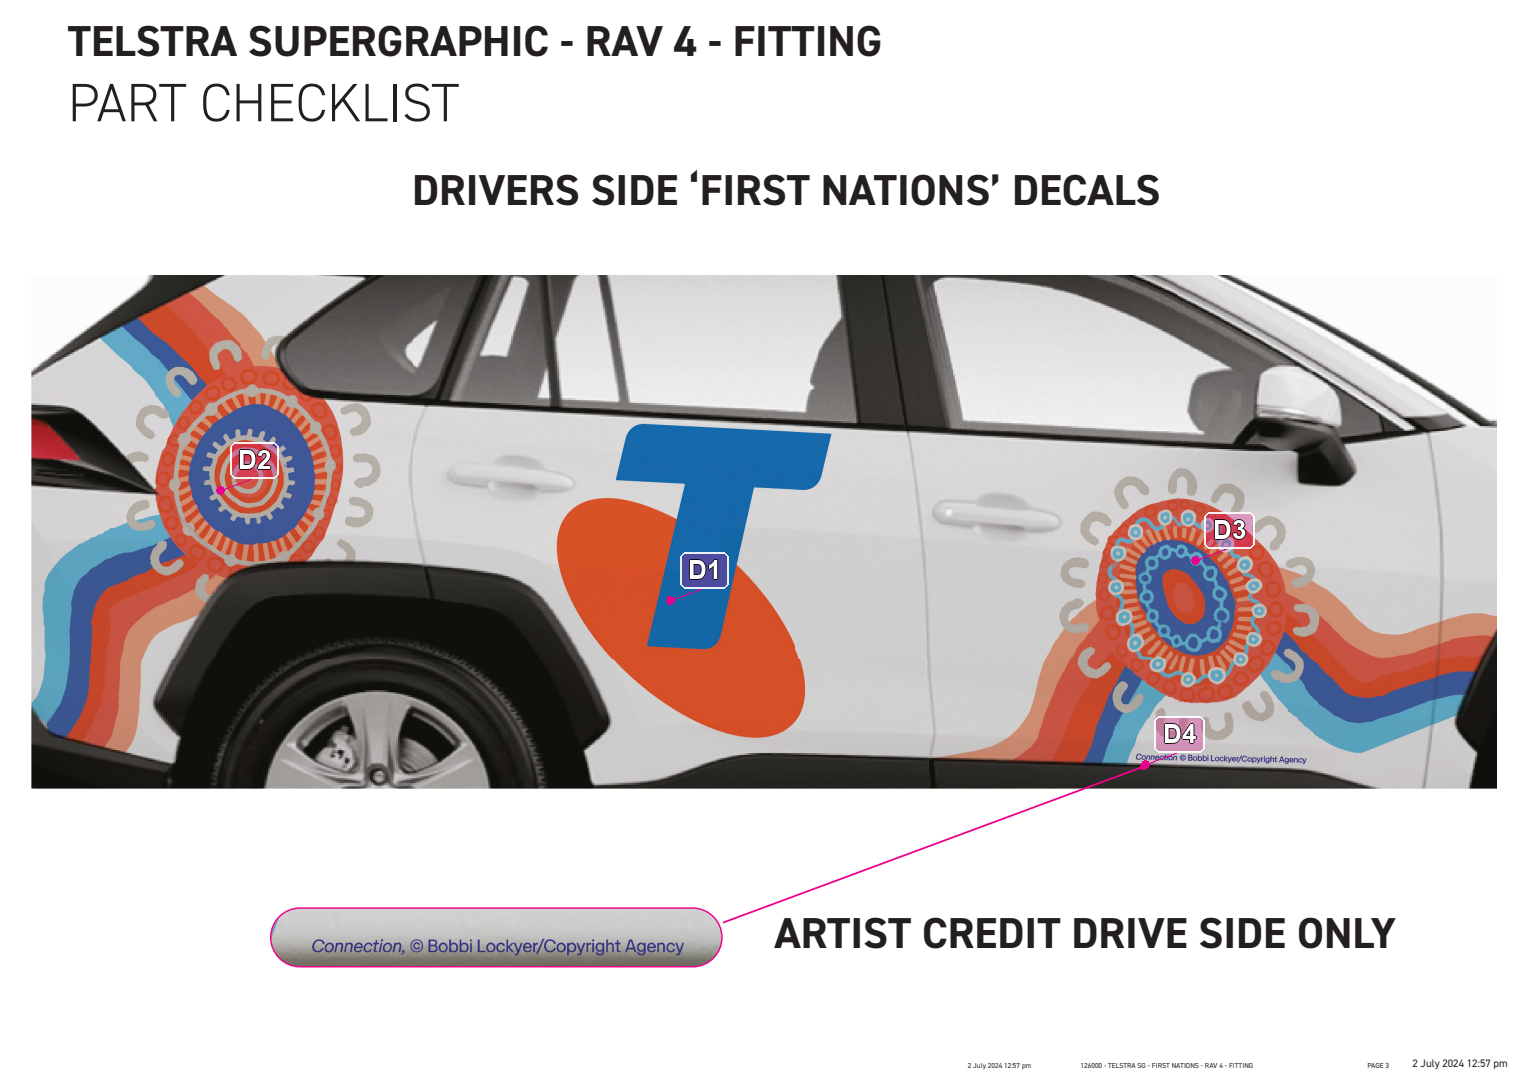 TELSTRA SUPERGRAPHIC - RAV 4 - FITTING
PART CHECKLIST
DRIVERS SIDE ‘FIRST NATIONS’ DECALS
D2
D1
D3
D4
Connection © Bobbi Lockyer/Copyright Agency
Connection, © Bobbi Lockyer/Copyright Agency
ARTIST CREDIT DRIVE SIDE ONLY
2 July 2024 12:57 pm
126000 - TELSTRA SG - FIRST NATIONS - RAV 4 - FITTING
PAGE 3
2 July 2024 12:57 pm